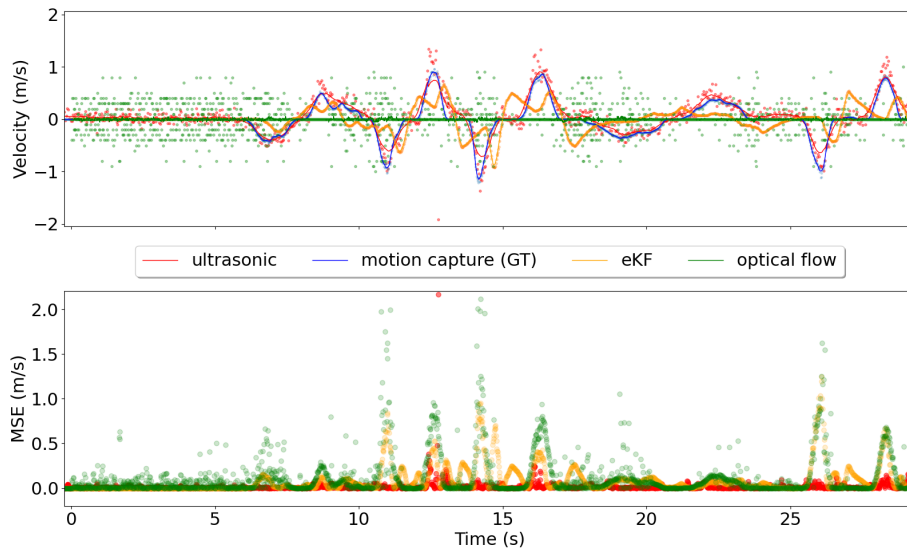 2
1
0
−1
−2
Velocity (m/s)
ultrasonic motion capture (GT) eKF optical flow
2.0
1.5
1.0
0.5
0.0
MSE (m/s)
0 5 10 15 20 25
Time (s)